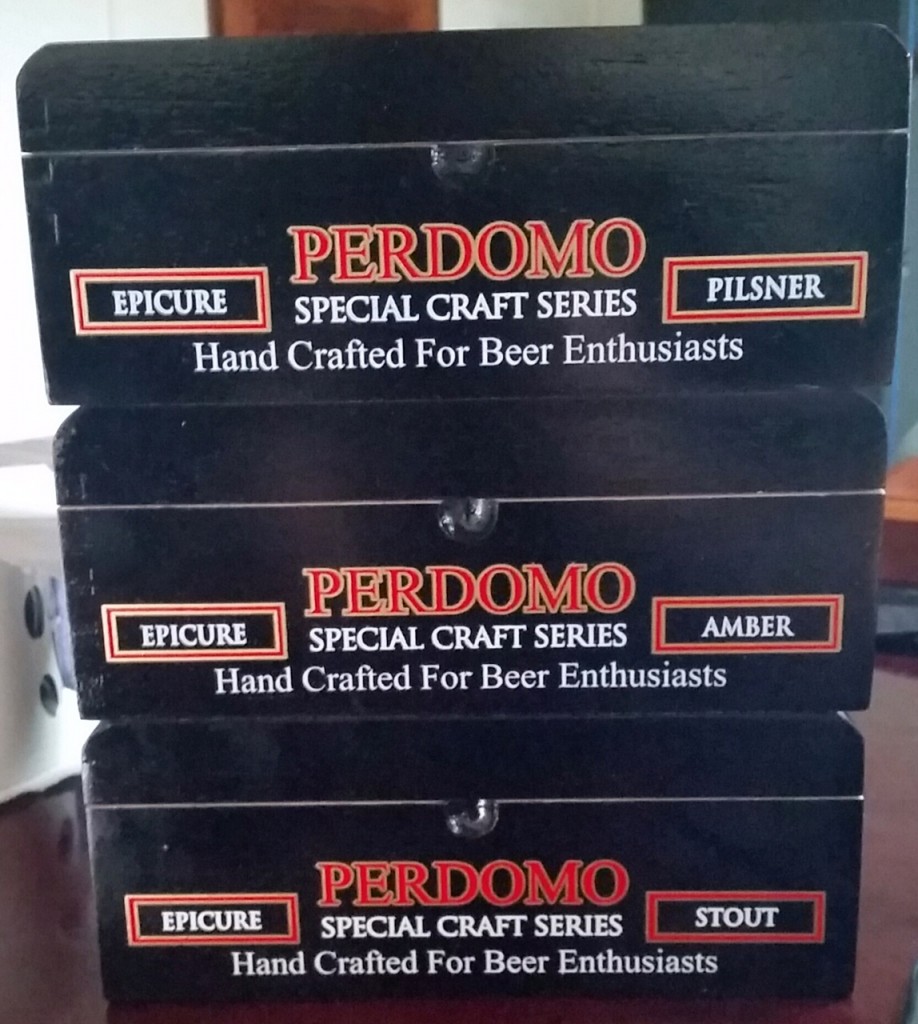 PERDOMO
EPICURE
SPECIAL CRAFT SERIES
PILSNER
Hand Crafted For Beer Enthusiasts
PERDOMO
EPICURE
SPECIAL CRAFT SERIES
AMBER
Hand Crafted For Beer Enthusiasts
PERDOMO
EPICURE
SPECIAL CRAFT SERIES
STOUT
Hand Crafted For Beer Enthusiasts